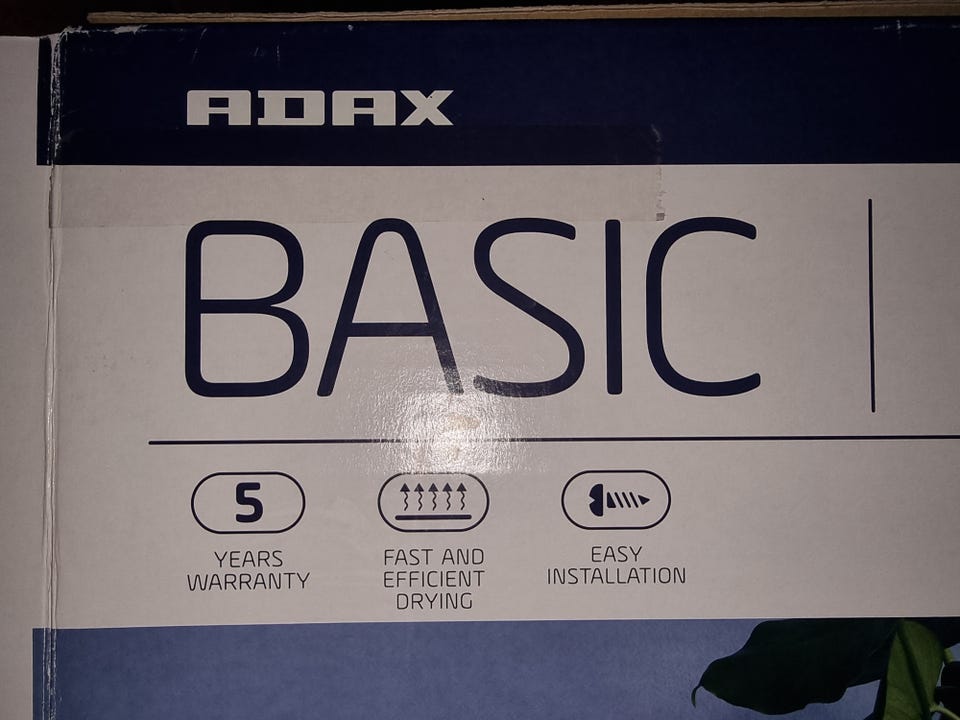 ADAX
BASIC
5
YEARS
WARRANTY
FAST AND
EFFICIENT
DRYING
EASY
INSTALLATION